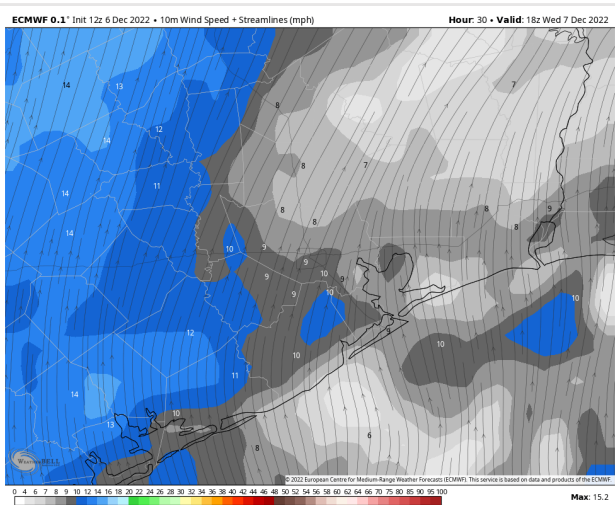 ECMWF 0.1° Init 12z 6 Dec 2022 • 10m Wind Speed + Streamlines (mph) Hour: 30 • Valid: 18z Wed 7 Dec 2022
14 13 7
8
12
14
8 7
11
14
8 8 9
14 8
10 9
9 10 9
9 10 10
12 9
10 10
11
14
10
13
6
8
WeatherBELL
© 2022 European Centre for Medium-Range Weather Forecasts (ECMWF). This service is based on data and products of the ECMWF.
0 4 6 7 8 9 10 12 14 16 18 20 22 24 26 28 30 32 34 36 38 40 42 44 46 48 50 52 54 56 58 60 62 64 66 70 75 80 85 90 95 100
Max: 15.2